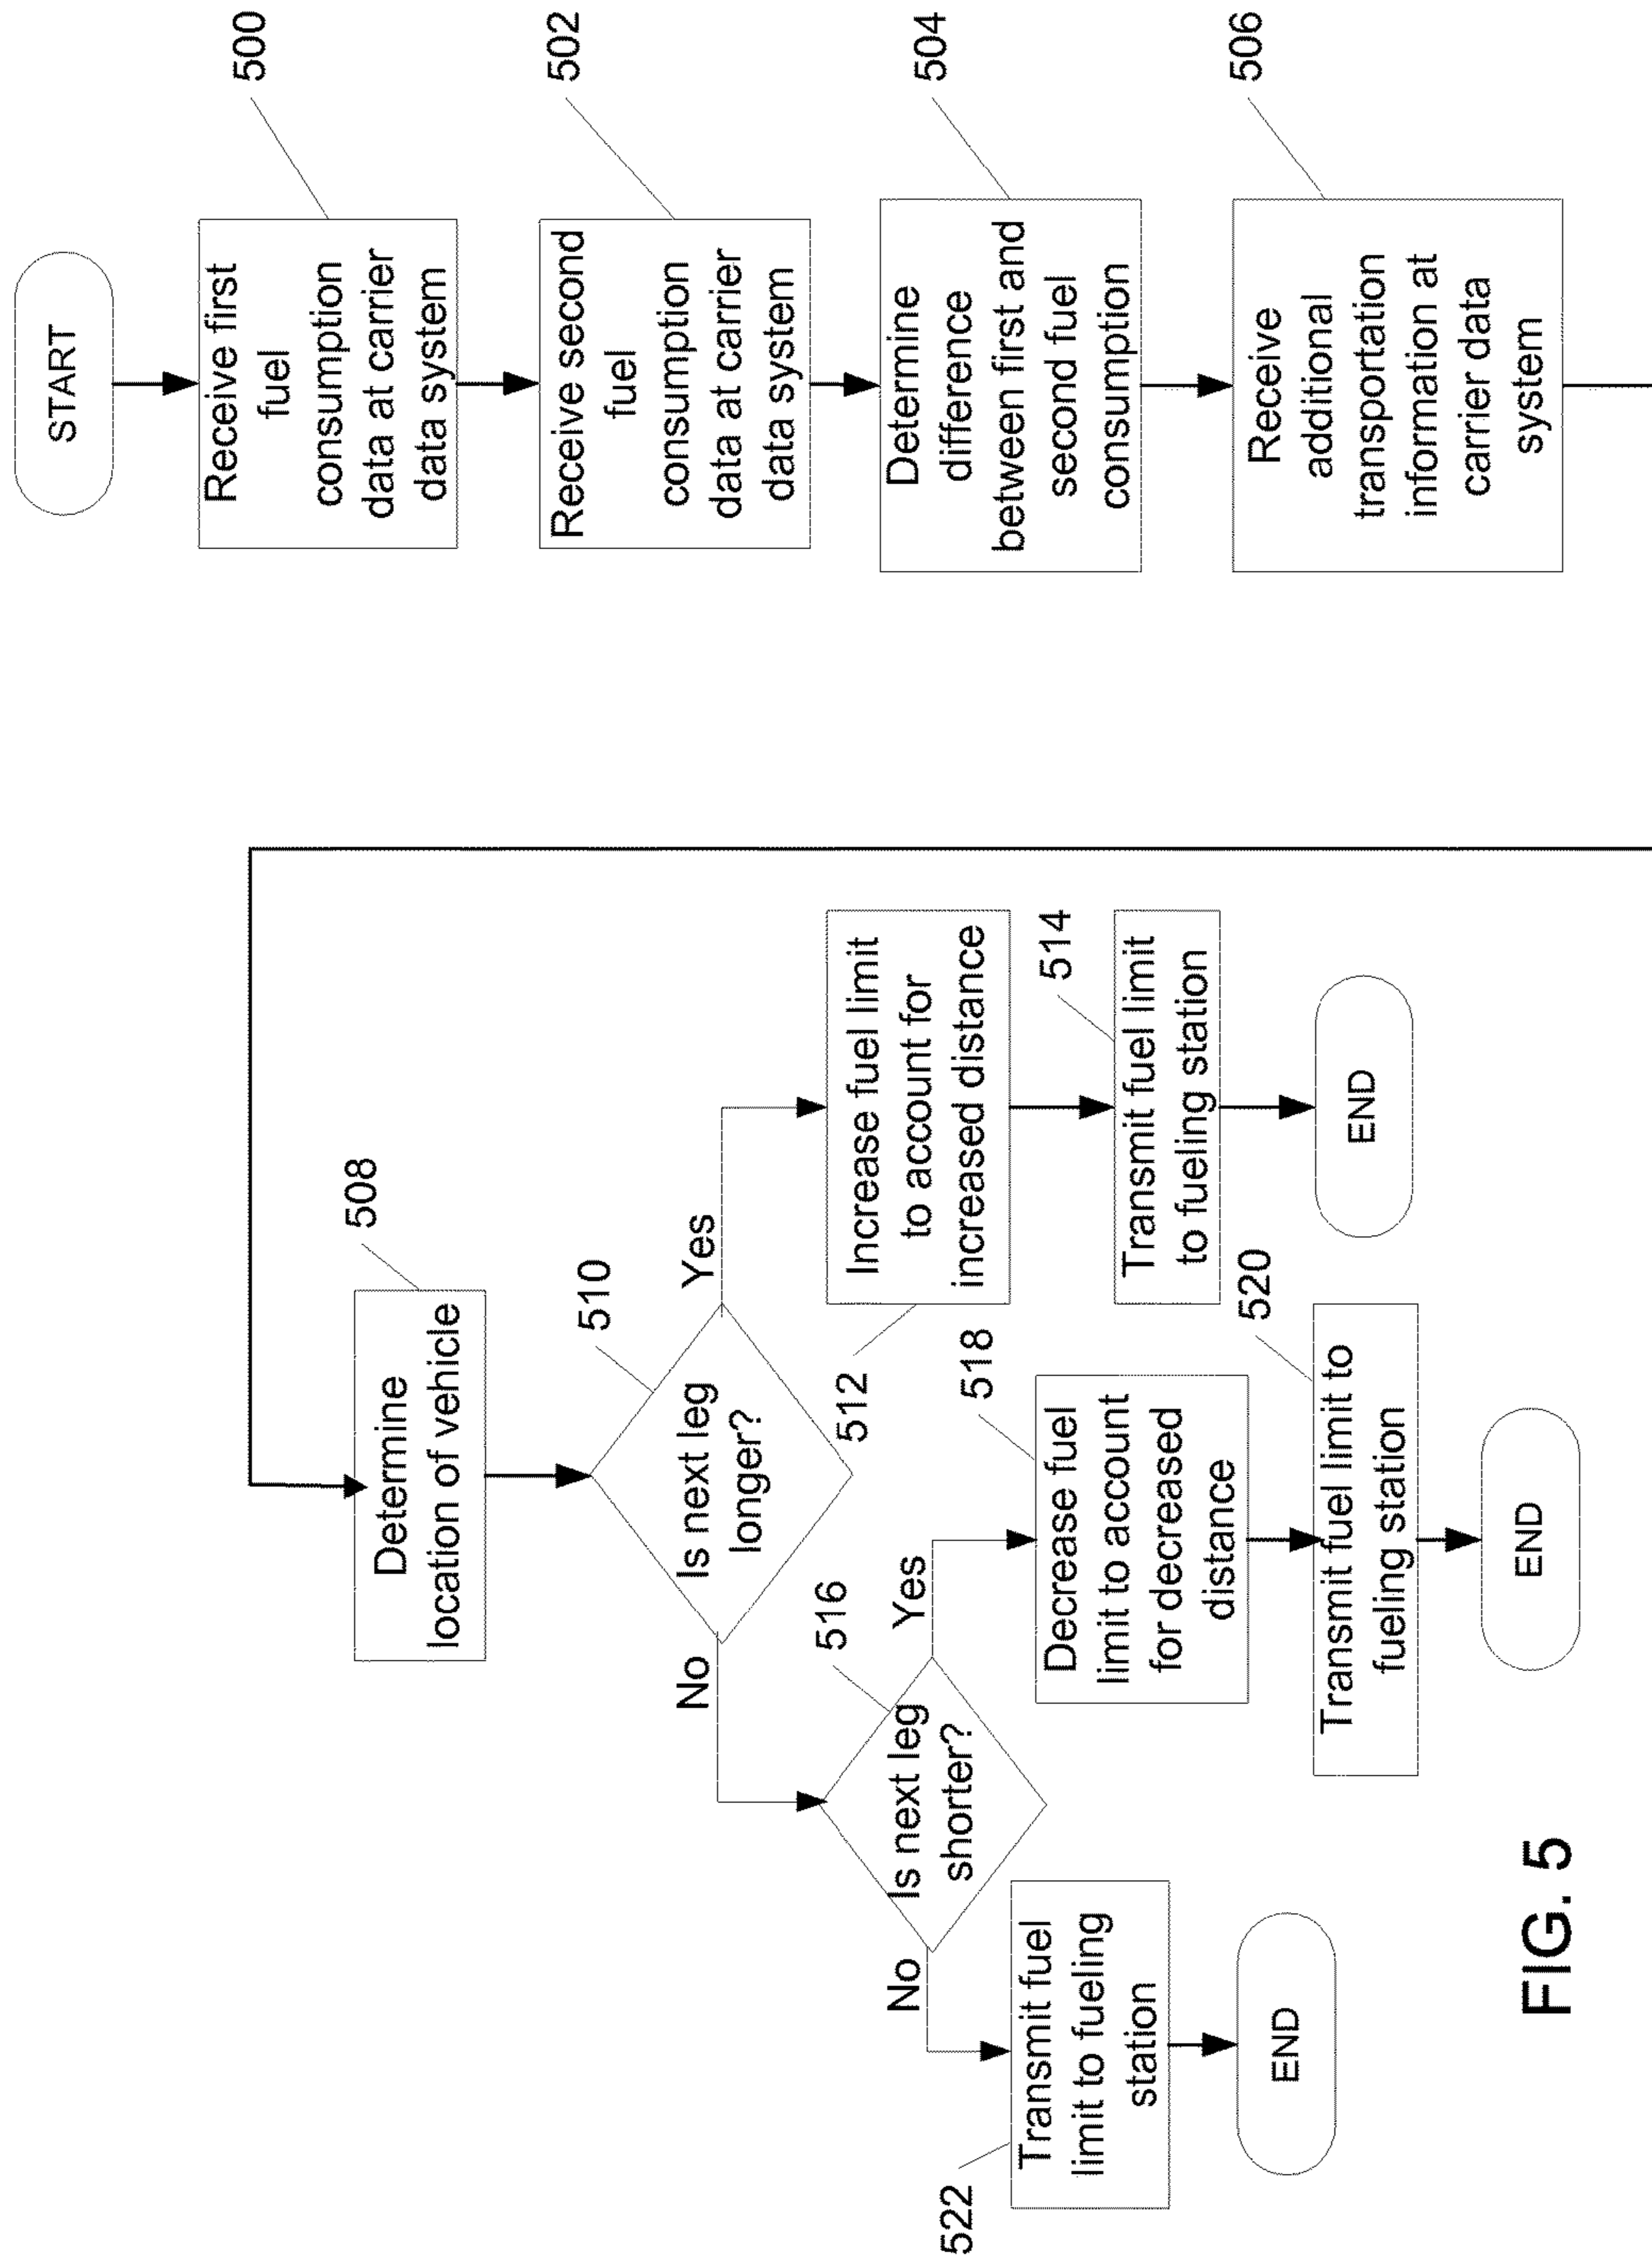 START
500
Receive first
fuel
consumption
data at carrier
data system
502
Receive second
fuel
consumption
data at carrier
data system
504
Determine
difference
between first and
second fuel
consumption
506
Receive
additional
transportation
information at
carrier data
system
508
Determine
location of vehicle
510
Is next leg
longer?
Yes
No
512
Increase fuel limit
to account for
increased distance
514
Transmit fuel limit
to fueling station
END
516
Is next leg
shorter?
Yes
No
518
Decrease fuel
limit to account
for decreased
distance
520
Transmit fuel limit to
fueling station
END
522
Transmit fuel
limit to fueling
station
END
FIG. 5